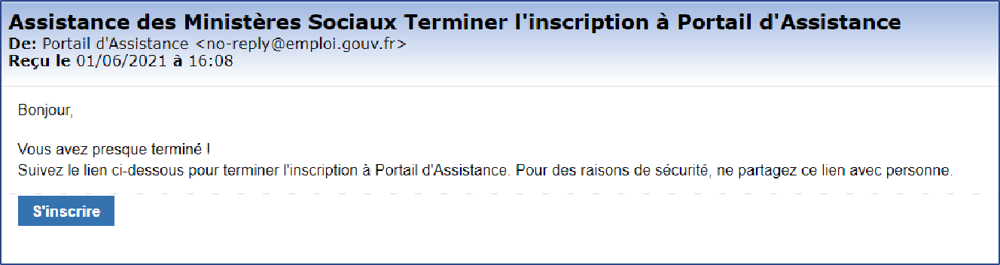 Assistance des Ministères Sociaux Terminer l'inscription à Portail d'Assistance
De: Portail d'Assistance <no-reply@emploi.gouv.fr>
Reçu le 01/06/2021 à 16:08
Bonjour,
Vous avez presque terminé !
Suivez le lien ci-dessous pour terminer l'inscription à Portail d'Assistance. Pour des raisons de sécurité, ne partagez ce lien avec personne.
S'inscrire